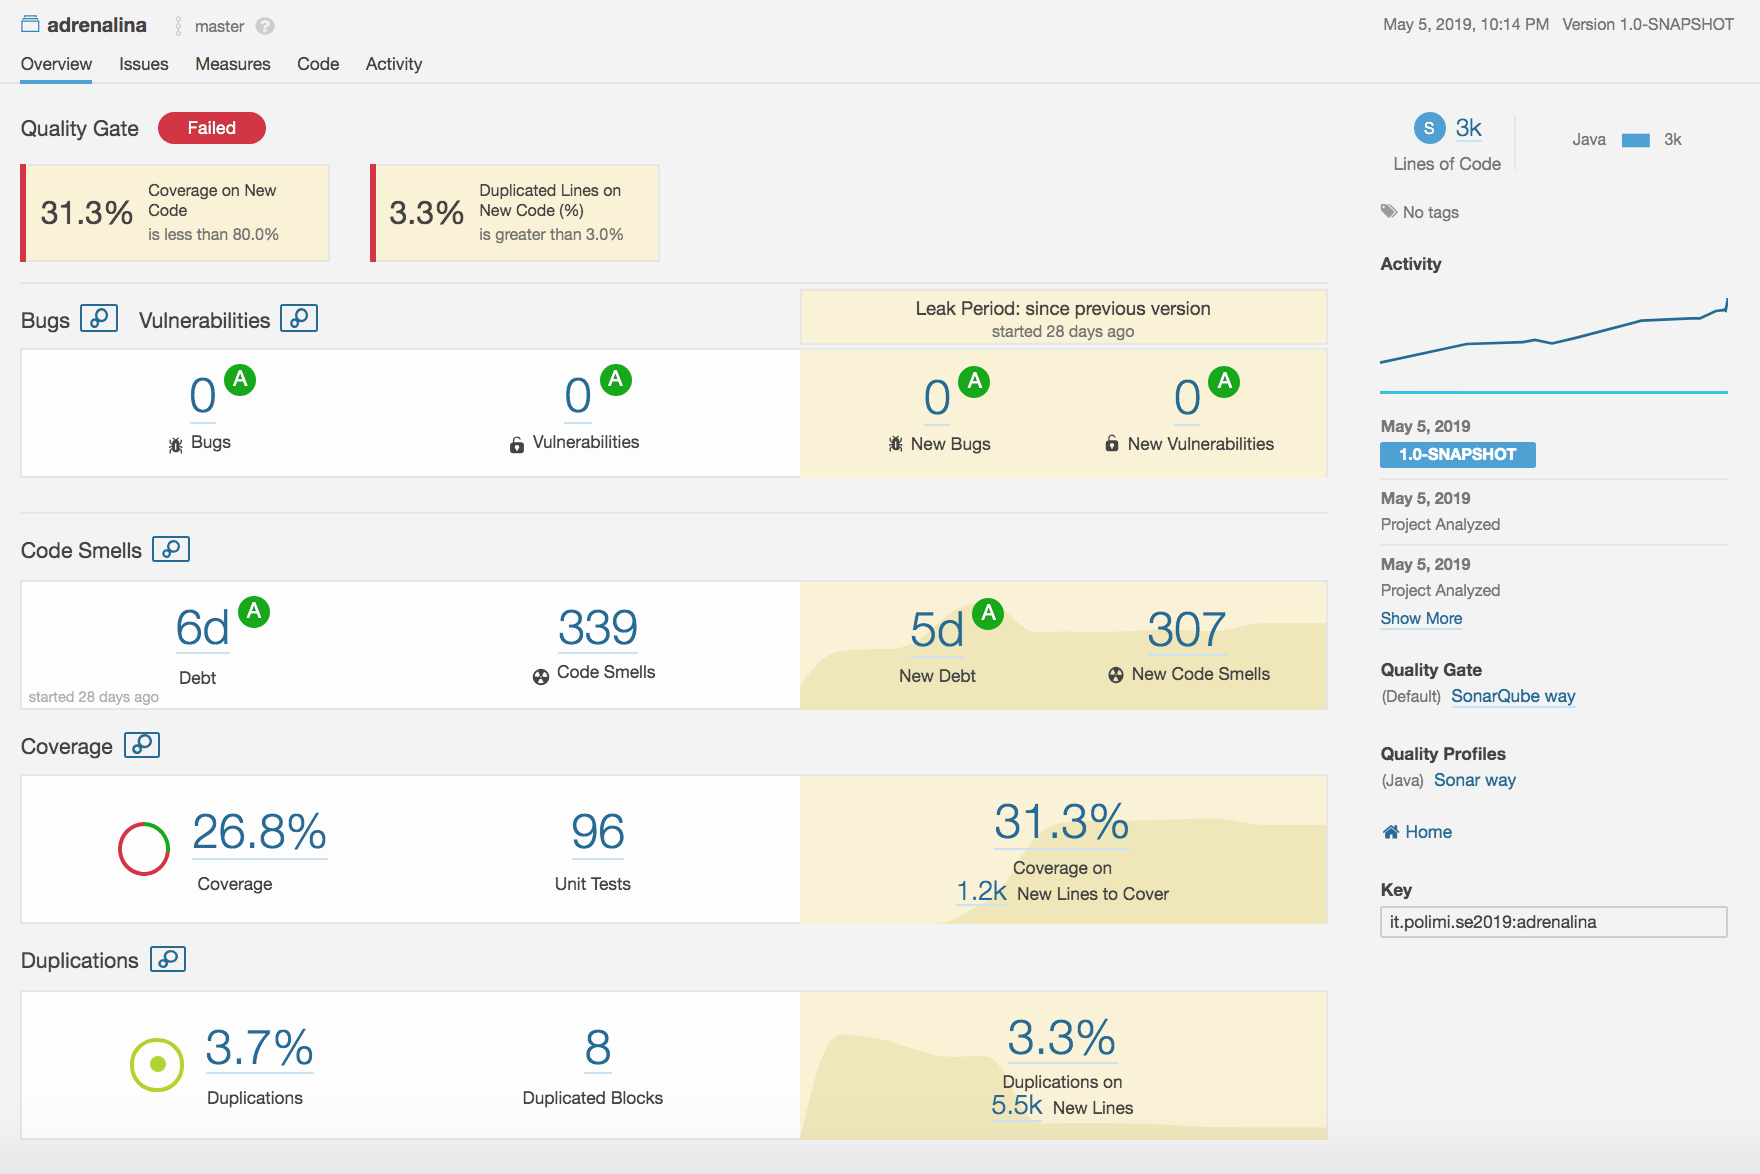 adrenalina master ?
May 5, 2019, 10:14 PM Version 1.0-SNAPSHOT
Overview Issues Measures Code Activity
Quality Gate Failed
31.3% Coverage on New
Code
is less than 80.0%
3.3% Duplicated Lines on
New Code (%)
is greater than 3.0%
Bugs Vulnerabilities
Leak Period: since previous version
started 28 days ago
0 A
Bugs
0 A
Vulnerabilities
0 A
New Bugs
0 A
New Vulnerabilities
Code Smells
6d A
Debt
started 28 days ago
339
Code Smells
5d A
New Debt
307
New Code Smells
Coverage
26.8%
Coverage
96
Unit Tests
31.3%
Coverage on
1.2k New Lines to Cover
Duplications
3.7%
Duplications
8
Duplicated Blocks
3.3%
Duplications on
5.5k New Lines
S 3k
Lines of Code
Java 3k
No tags
Activity
May 5, 2019
1.0-SNAPSHOT
May 5, 2019
Project Analyzed
May 5, 2019
Project Analyzed
Show More
Quality Gate
(Default) SonarQube way
Quality Profiles
(Java) Sonar way
Home
Key
it.polimi.se2019:adrenalina